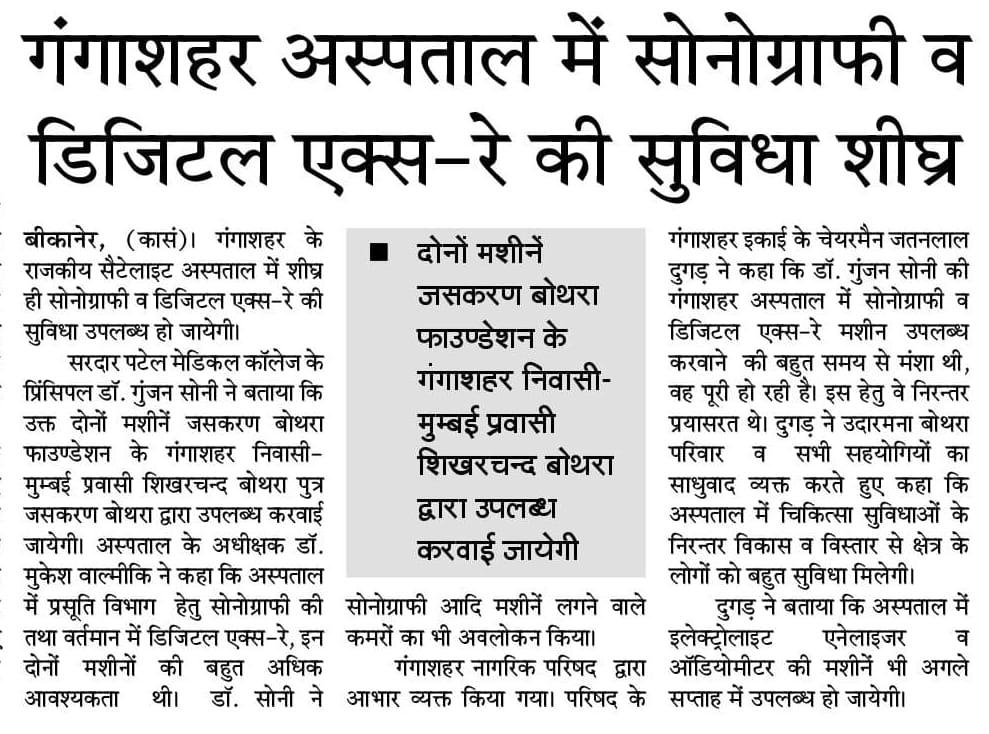 गंगाशहर अस्पताल में सोनोग्राफी व
डिजिटल एक्स-रे की सुविधा शीघ्र
बीकानेर, (कासं)। गंगाशहर के
राजकीय सैटेलाइट अस्पताल में शीघ्र
ही सोनोग्राफी व डिजिटल एक्स-रे की
सुविधा उपलब्ध हो जायेगी।
सरदार पटेल मेडिकल कॉलेज के
प्रिंसिपल डॉ. गुंजन सोनी ने बताया कि
उक्त दोनों मशीनें जसकरण बोथरा
फाउण्डेशन के गंगाशहर निवासी-
मुम्बई प्रवासी शिखरचन्द बोथरा पुत्र
जसकरण बोथरा द्वारा उपलब्ध करवाई
जायेगी। अस्पताल के अधीक्षक डॉ.
मुकेश वाल्मीकि ने कहा कि अस्पताल
में प्रसूति विभाग हेतु सोनोग्राफी की
तथा वर्तमान में डिजिटल एक्स-रे, इन
दोनों मशीनों की बहुत अधिक
आवश्यकता थी। डॉ. सोनी ने
■ दोनों मशीनें
जसकरण बोथरा
फाउण्डेशन के
गंगाशहर निवासी-
मुम्बई प्रवासी
शिखरचन्द बोथरा
द्वारा उपलब्ध
करवाई जायेगी
सोनोग्राफी आदि मशीनें लगने वाले
कमरों का भी अवलोकन किया।
गंगाशहर नागरिक परिषद द्वारा
आभार व्यक्त किया गया। परिषद के
गंगाशहर इकाई के चेयरमैन जतनलाल
दुगड़ ने कहा कि डॉ. गुंजन सोनी की
गंगाशहर अस्पताल में सोनोग्राफी व
डिजिटल एक्स-रे मशीन उपलब्ध
करवाने की बहुत समय से मंशा थी,
वह पूरी हो रही है। इस हेतु वे निरन्तर
प्रयासरत थे। दुगड़ ने उदारमना बोथरा
परिवार व सभी सहयोगियों का
साधुवाद व्यक्त करते हुए कहा कि
अस्पताल में चिकित्सा सुविधाओं के
निरन्तर विकास व विस्तार से क्षेत्र के
लोगों को बहुत सुविधा मिलेगी।
दुगड़ ने बताया कि अस्पताल में
इलेक्ट्रोलाइट एनेलाइजर व
ऑडियोमीटर की मशीनें भी अगले
सप्ताह में उपलब्ध हो जायेगी।